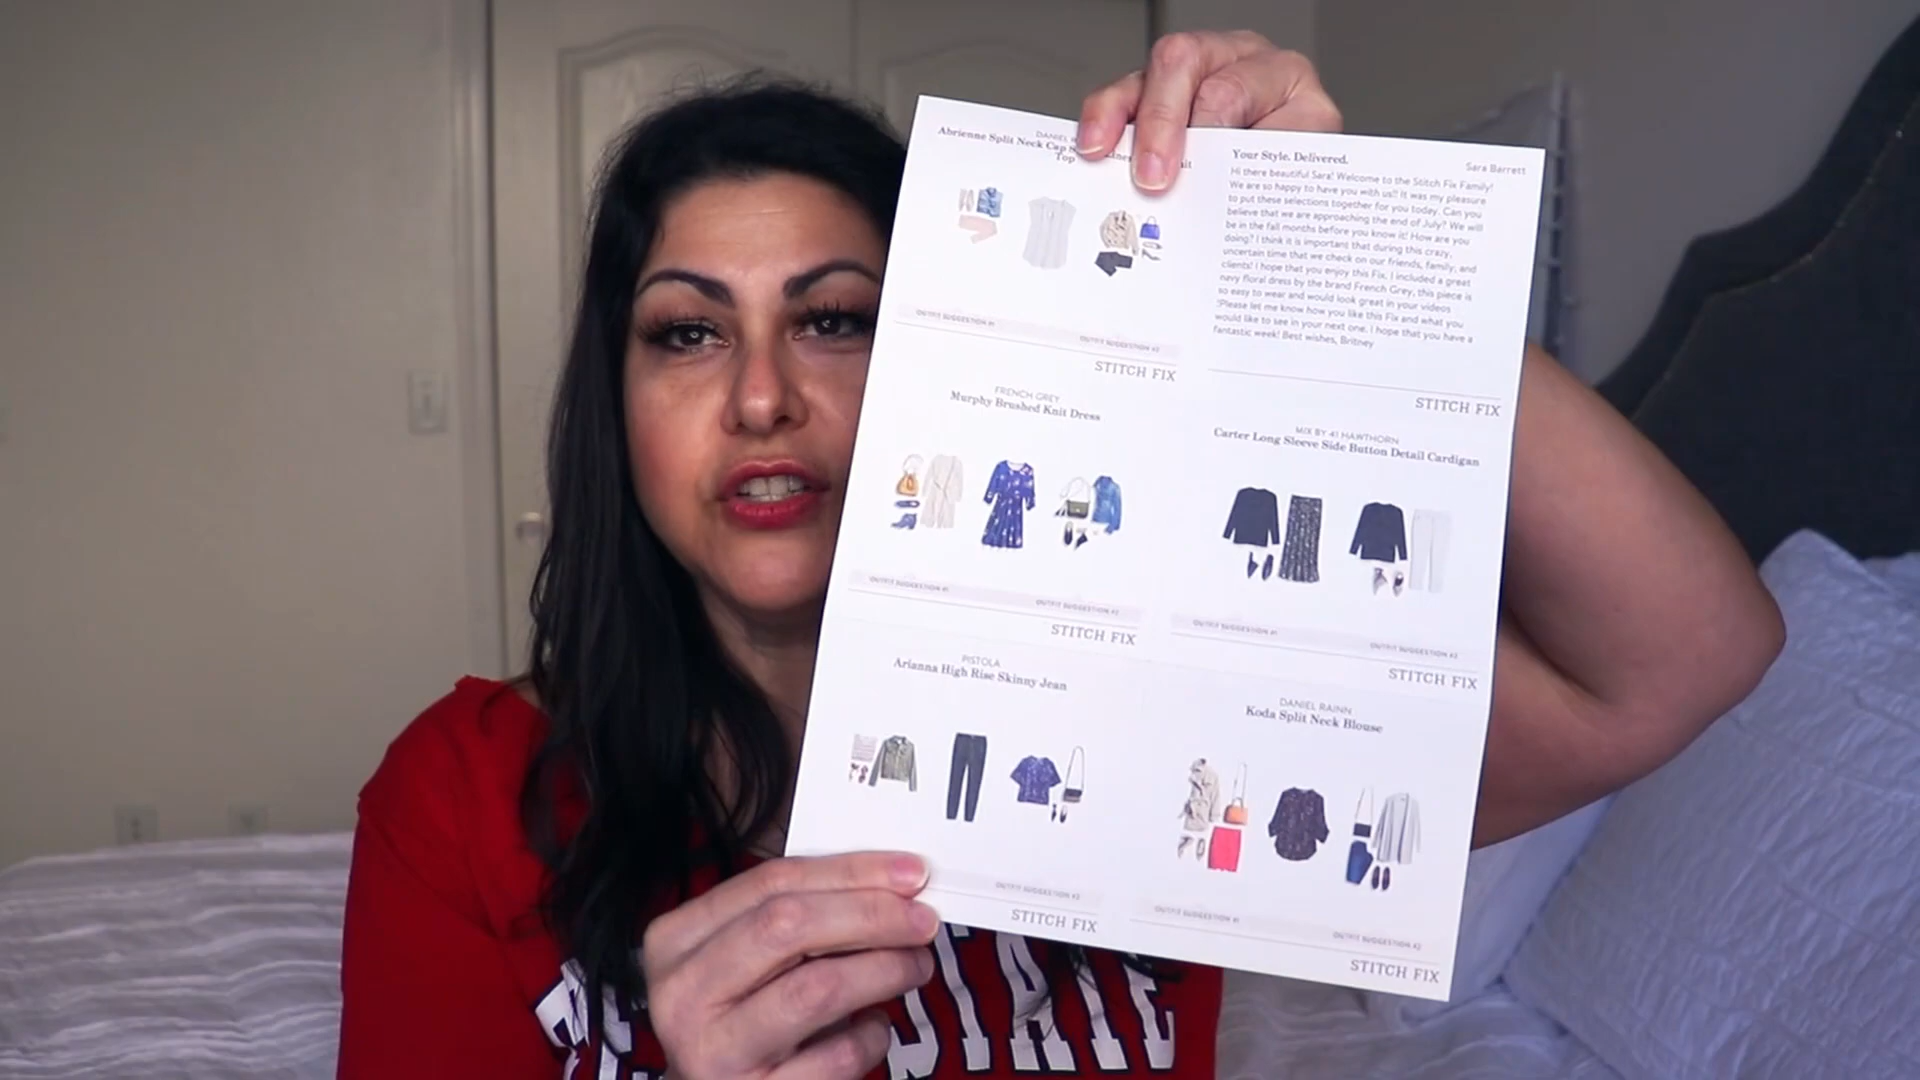 DANIEL
Abrienne Split Neck Cap
Top
OUTFIT SUGGESTION #1
OUTFIT SUGGESTION #2
STITCH FIX
Your Style. Delivered.
Sara Barrett
Hi there beautiful Sara! Welcome to the Stitch Fix Family!
We are so happy to have you with us!! It was my pleasure
to put these selections together for you today. Can you
believe that we are approaching the end of July? We will
be in the fall months before you know it! How are you
doing? I think it is important that during this crazy,
uncertain time that we check on our friends, family, and
clients! I hope that you enjoy this Fix. I included a great
navy floral dress by the brand French Grey, this piece is
so easy to wear and would look great in your videos
Please let me know how you like this Fix and what you
would like to see in your next one. I hope that you have a
fantastic week! Best wishes, Britney
STITCH FIX
FRENCH GREY
Murphy Brushed Knit Dress
OUTFIT SUGGESTION #1
OUTFIT SUGGESTION #2
STITCH FIX
MIX BY 41 HAWTHORN
Carter Long Sleeve Side Button Detail Cardigan
OUTFIT SUGGESTION #1
OUTFIT SUGGESTION #2
STITCH FIX
PISTOLA
Arianna High Rise Skinny Jean
OUTFIT SUGGESTION #2
STITCH FIX
DANIEL RAINN
Koda Split Neck Blouse
OUTFIT SUGGESTION #1
OUTFIT SUGGESTION #2
STITCH FIX
STATE